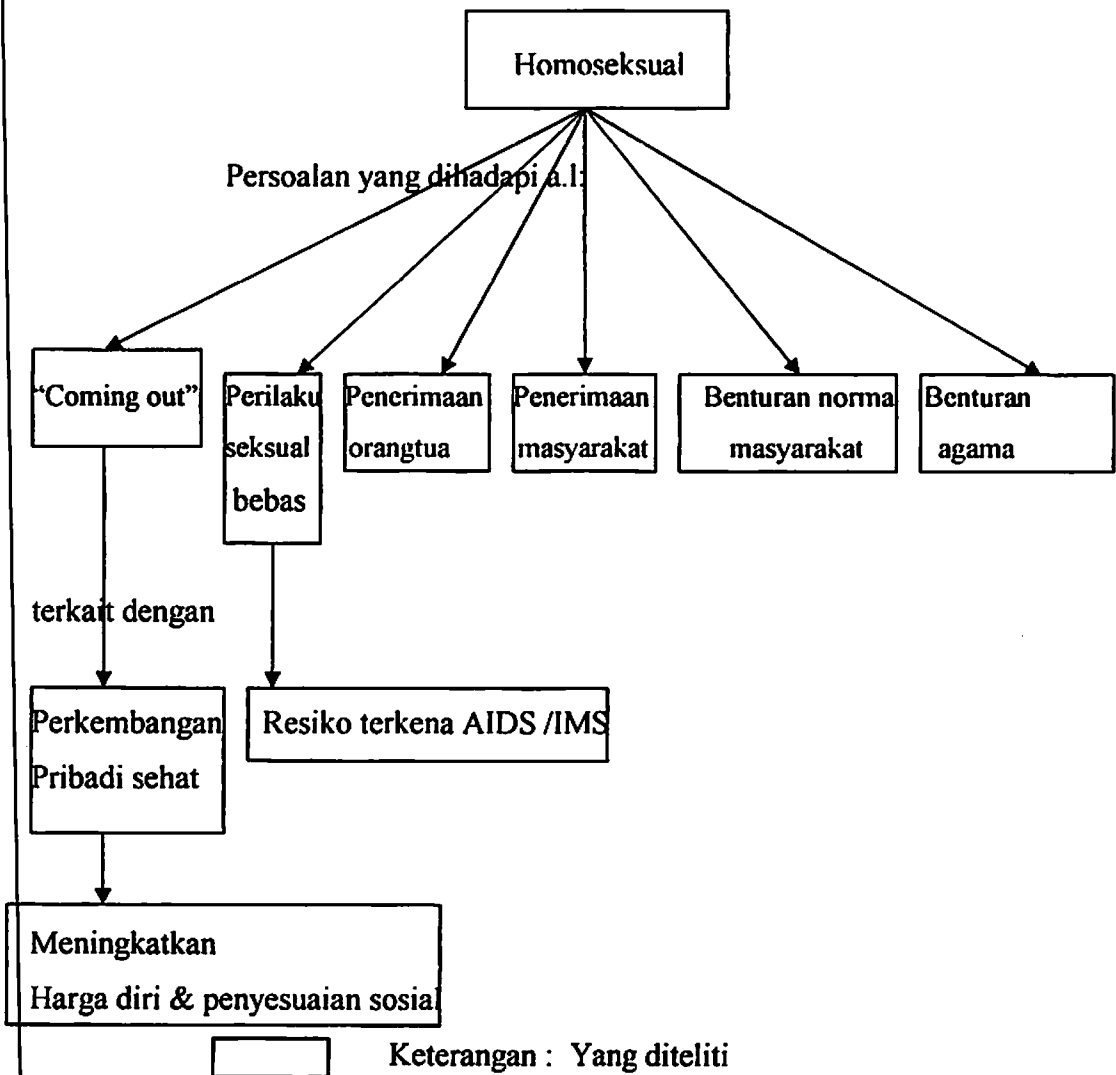 Homoseksual
Persoalan yang dihadapi a.l:
“Coming out”
Perilaku
seksual
bebas
Penerimaan
orangtua
Penerimaan
masyarakat
Benturan norma
masyarakat
Benturan
agama
terkait dengan
Perkembangan
Pribadi sehat
Resiko terkena AIDS /IMS
Meningkatkan
Harga diri & penyesuaian sosial
Keterangan : Yang diteliti